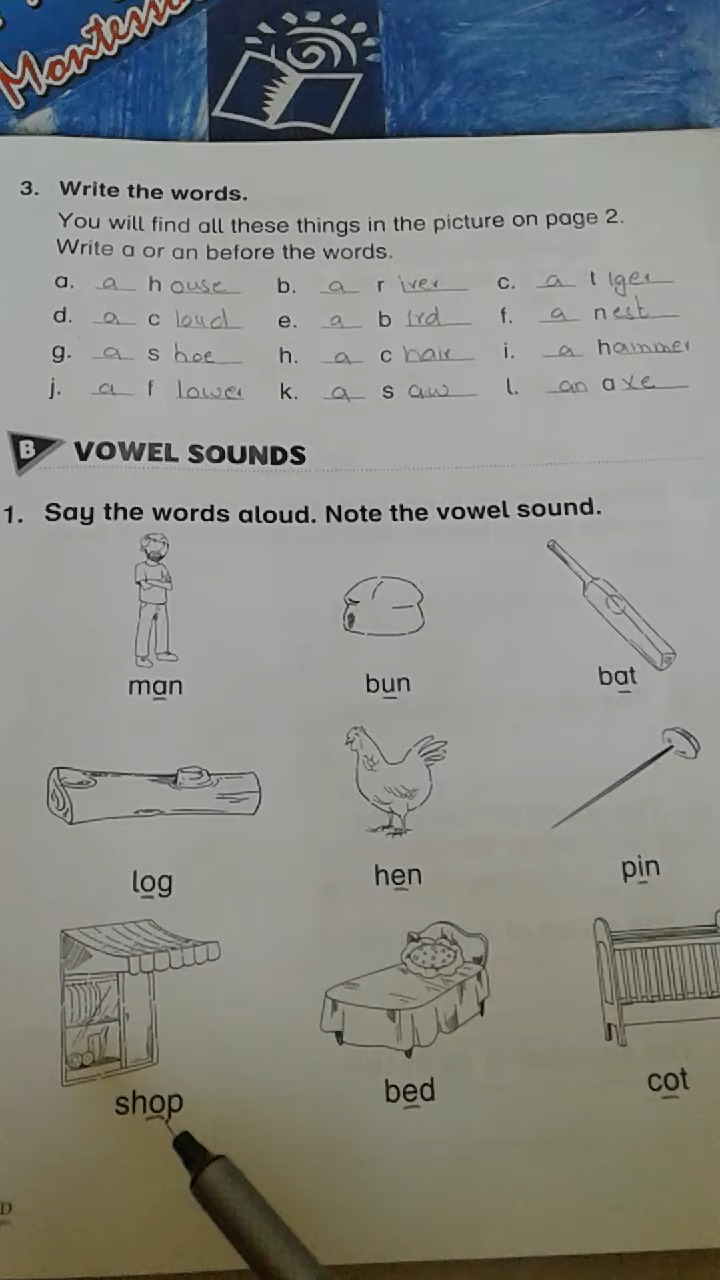 Montess
3. Write the words.
You will find all these things in the picture on page 2.
Write a or an before the words.
a. a house b. a river c. a tiger
d. a cloud e. a bird f. a nest
g. a shoe h. a chair i. a hammer
j. a flower k. a saw l. an axe
B VOWEL SOUNDS
1. Say the words aloud. Note the vowel sound.
man bun bat
log hen pin
shop bed cot
D